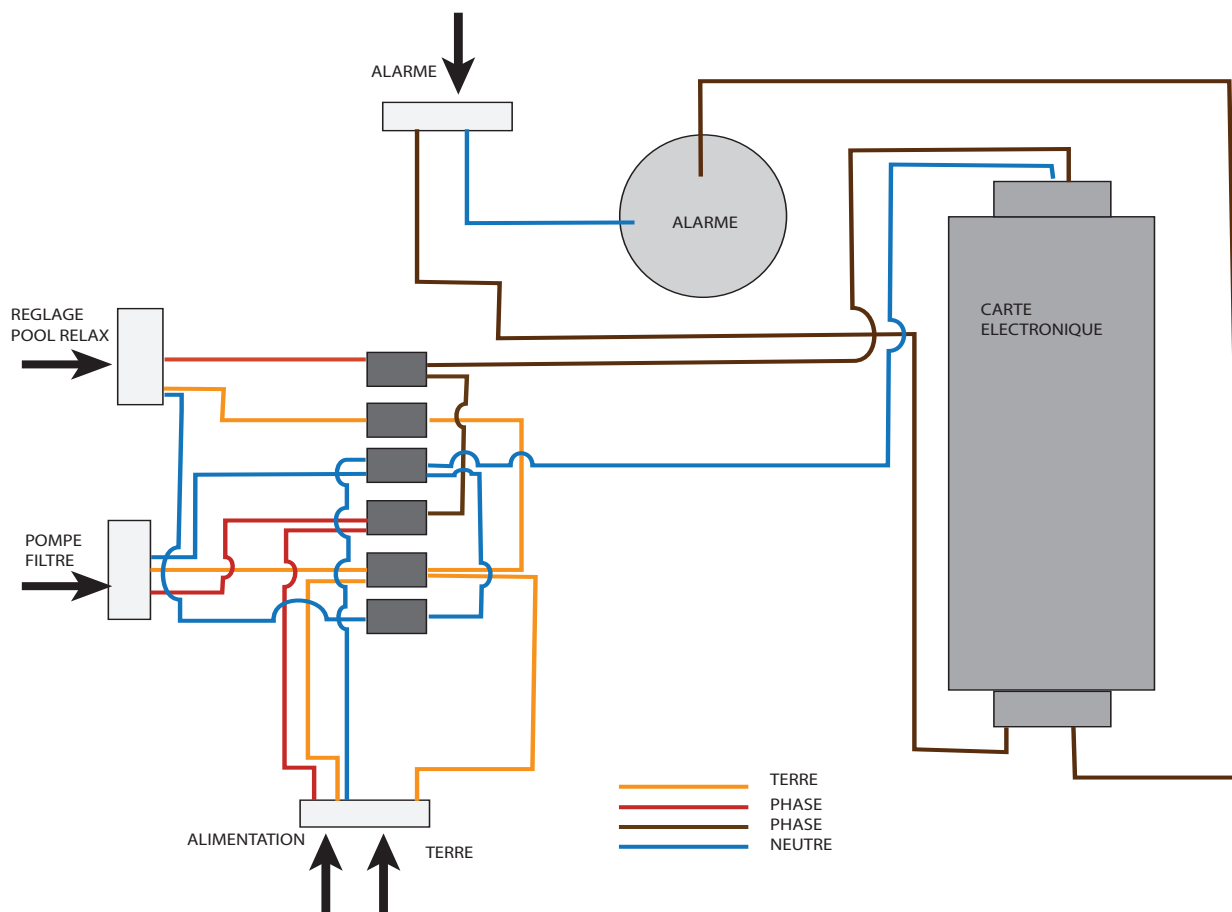 ALARME
ALARME
REGLAGE
POOL RELAX
CARTE
ELECTRONIQUE
POMPE
FILTRE
TERRE
PHASE
PHASE
NEUTRE
ALIMENTATION
TERRE